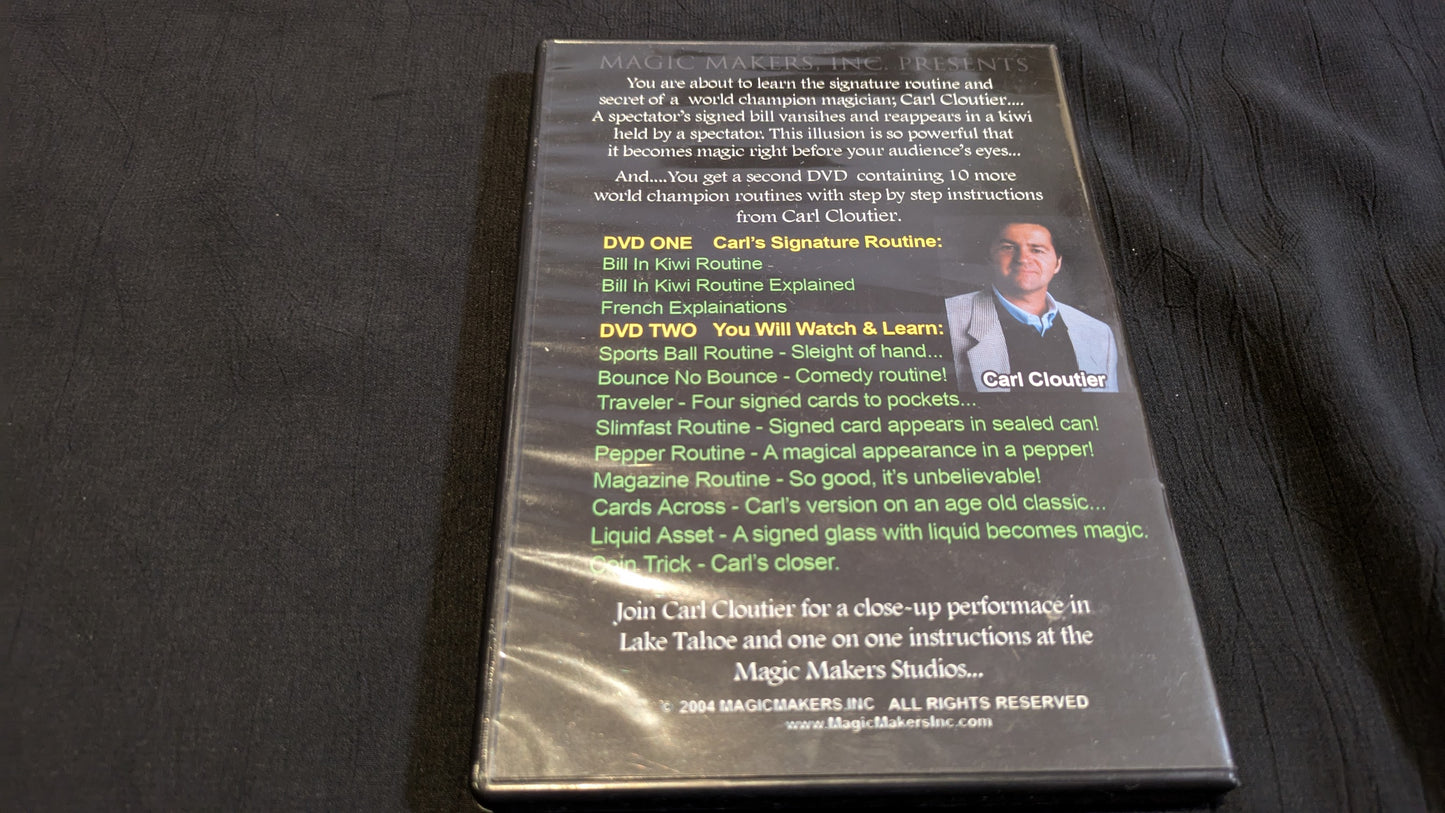 MAGIC MAKERS, INC. PRESENTS
You are about to learn the signature routine and
secret of a world champion magician; Carl Cloutier....
A spectator's signed bill vansihes and reappears in a kiwi
held by a spectator. This illusion is so powerful that
it becomes magic right before your audience's eyes...
And....You get a second DVD containing 10 more
world champion routines with step by step instructions
from Carl Cloutier.
DVD ONE Carl's Signature Routine:
Bill In Kiwi Routine
Bill In Kiwi Routine Explained
French Explainations
DVD TWO You Will Watch & Learn:
Sports Ball Routine - Sleight of hand...
Bounce No Bounce - Comedy routine!
Carl Cloutier
Traveler - Four signed cards to pockets...
Slimfast Routine - Signed card appears in sealed can!
Pepper Routine - A magical appearance in a pepper!
Magazine Routine - So good, it's unbelievable!
Cards Across - Carl's version on an age old classic...
Liquid Asset - A signed glass with liquid becomes magic.
Coin Trick - Carl's closer.
Join Carl Cloutier for a close-up performace in
Lake Tahoe and one on one instructions at the
Magic Makers Studios...
© 2004 MAGICMAKERS INC ALL RIGHTS RESERVED
www.MagicMakersInc.com